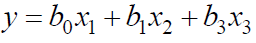 y = b₀x₁ + b₁x₂ + b₃x₃